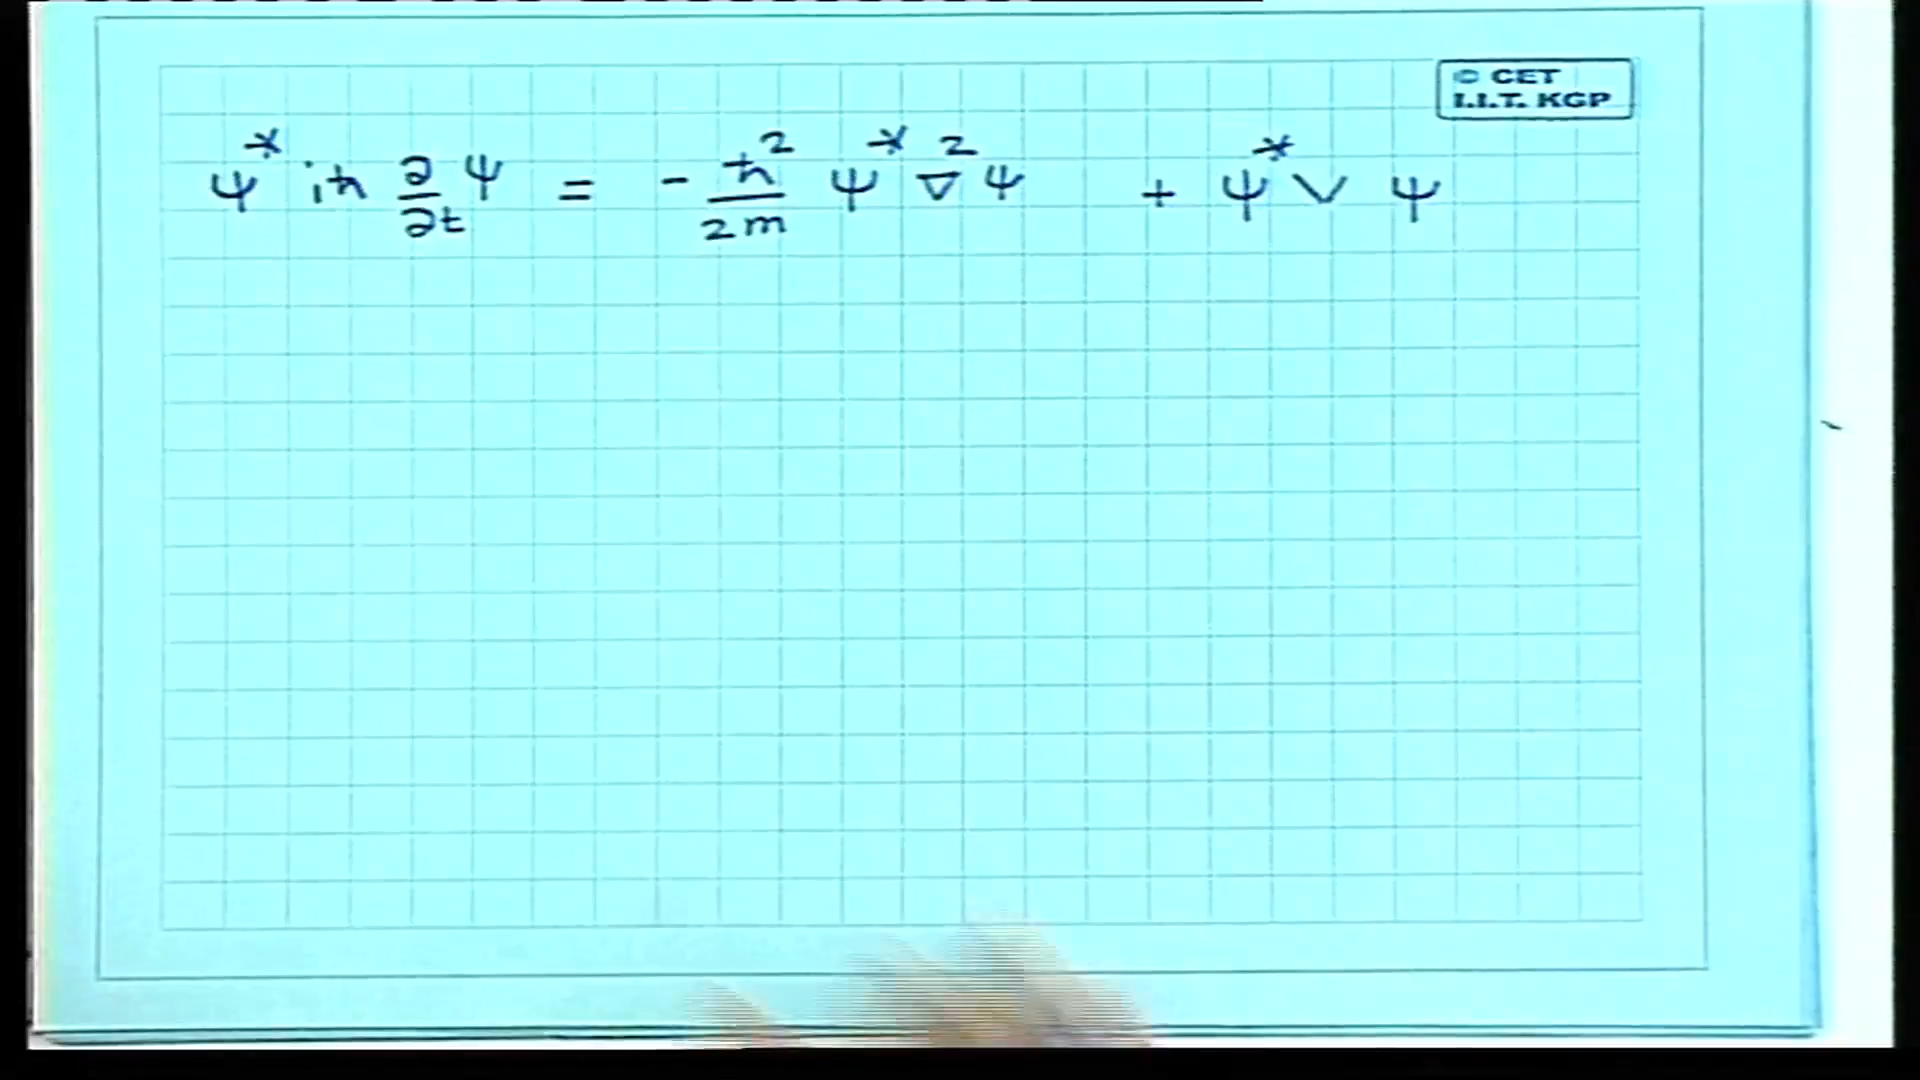 © CET
I.I.T. KGP
ψ* iħ ∂/∂t ψ = - ħ²/2m ψ* ∇² ψ + ψ* V ψ